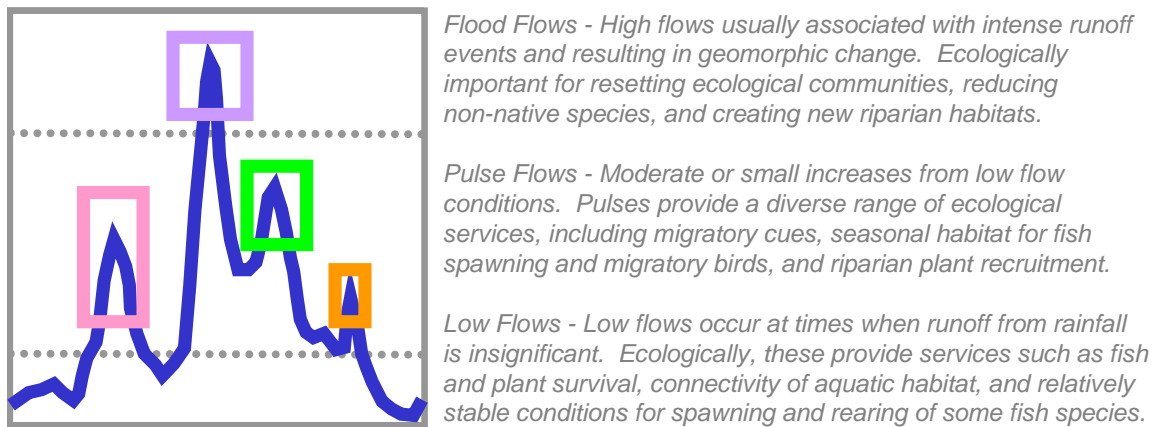 Flood Flows - High flows usually associated with intense runoff
events and resulting in geomorphic change.  Ecologically
important for resetting ecological communities, reducing
non-native species, and creating new riparian habitats.
Pulse Flows - Moderate or small increases from low flow
conditions.  Pulses provide a diverse range of ecological
services, including migratory cues, seasonal habitat for fish
spawning and migratory birds, and riparian plant recruitment.
Low Flows - Low flows occur at times when runoff from rainfall
is insignificant.  Ecologically, these provide services such as fish
and plant survival, connectivity of aquatic habitat, and relatively
stable conditions for spawning and rearing of some fish species.